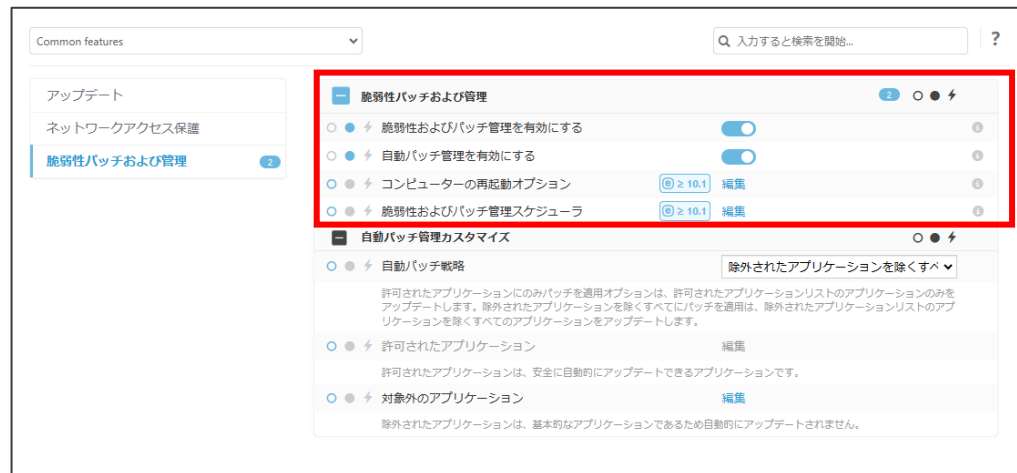 Common features
入力すると検索を開始...
?
アップデート
ネットワークアクセス保護
脆弱性パッチおよび管理 2
脆弱性パッチおよび管理 2
脆弱性およびパッチ管理を有効にする
自動パッチ管理を有効にする
コンピューターの再起動オプション ⓔ ≥ 10.1 編集
脆弱性およびパッチ管理スケジューラ ⓔ ≥ 10.1 編集
自動パッチ管理カスタマイズ
自動パッチ戦略 除外されたアプリケーションを除くすべ
許可されたアプリケーションにのみパッチを適用オプションは、許可されたアプリケーションリストのアプリケーションのみを
アップデートします。除外されたアプリケーションを除くすべてにパッチを適用は、除外されたアプリケーションリストのアプ
リケーションを除くすべてのアプリケーションをアップデートします。
許可されたアプリケーション 編集
許可されたアプリケーションは、安全に自動的にアップデートできるアプリケーションです。
対象外のアプリケーション 編集
除外されたアプリケーションは、基本的なアプリケーションであるため自動的にアップデートされません。